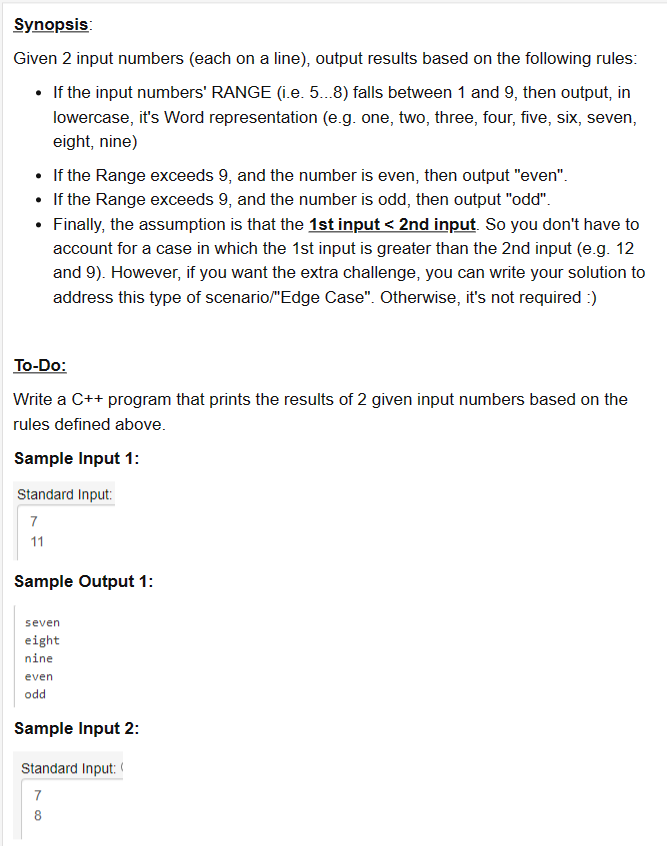 Synopsis:
Given 2 input numbers (each on a line), output results based on the following rules:
• If the input numbers' RANGE (i.e. 5...8) falls between 1 and 9, then output, in
lowercase, it's Word representation (e.g. one, two, three, four, five, six, seven,
eight, nine)
• If the Range exceeds 9, and the number is even, then output "even".
• If the Range exceeds 9, and the number is odd, then output "odd".
• Finally, the assumption is that the 1st input < 2nd input. So you don't have to
account for a case in which the 1st input is greater than the 2nd input (e.g. 12
and 9). However, if you want the extra challenge, you can write your solution to
address this type of scenario/"Edge Case". Otherwise, it's not required :)
To-Do:
Write a C++ program that prints the results of 2 given input numbers based on the
rules defined above.
Sample Input 1:
Standard Input:
7
11
Sample Output 1:
seven
eight
nine
even
odd
Sample Input 2:
Standard Input:
7
8